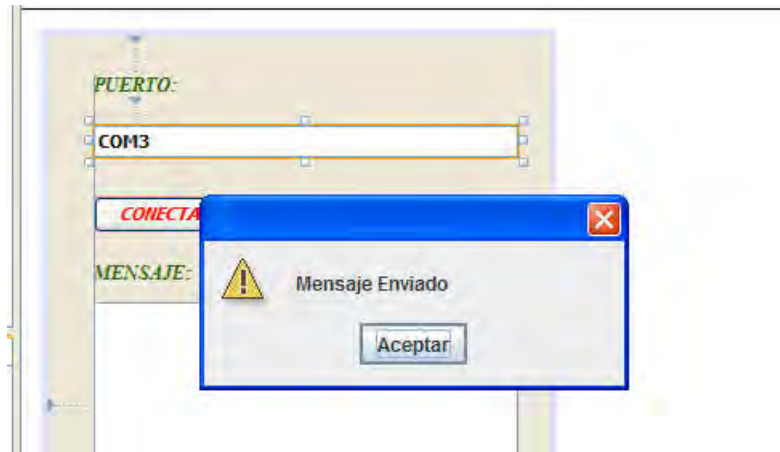 PUERTO:
COM3
CONECTA
MENSAJE:
Mensaje Enviado
Aceptar